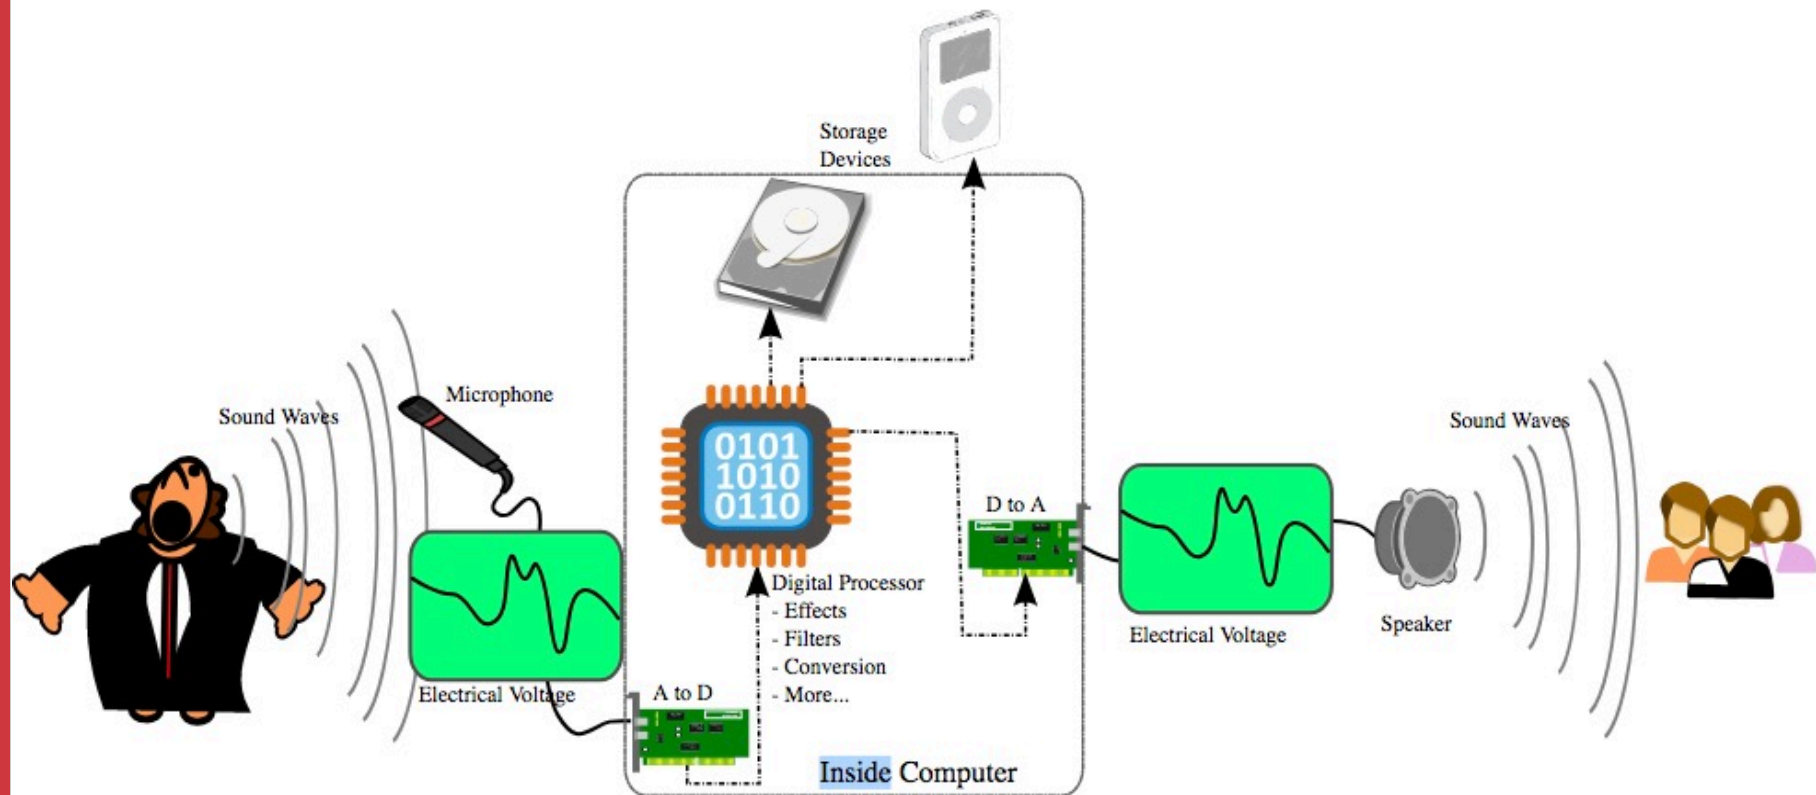 Storage
Devices
Microphone
Sound Waves
Sound Waves
0101
1010
0110
D to A
Digital Processor
- Effects
- Filters
- Conversion
- More...
Electrical Voltage
Speaker
Electrical Voltage
A to D
Inside Computer